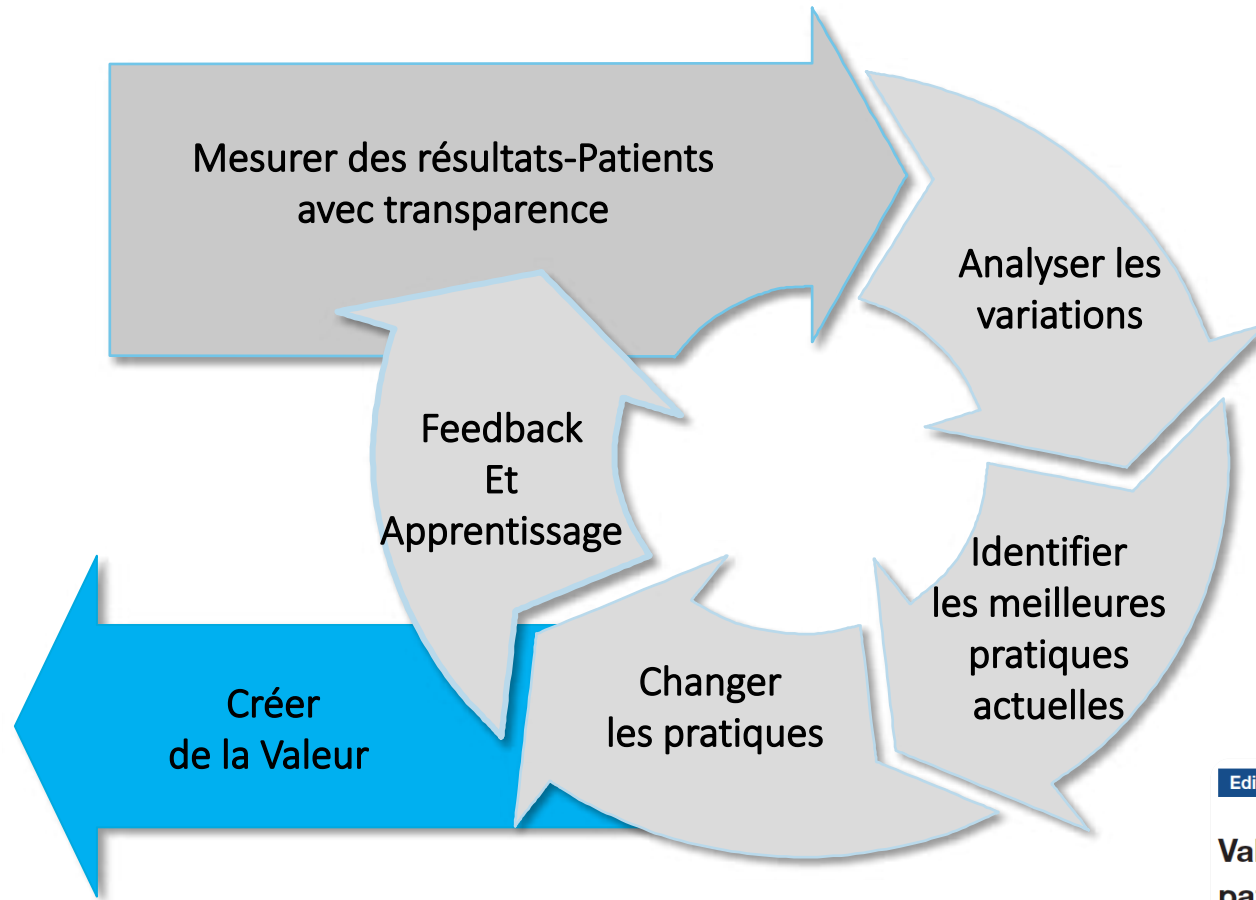 Mesurer des résultats-Patients
avec transparence
Analyser les
variations
Identifier
les meilleures
pratiques
actuelles
Changer
les pratiques
Feedback
Et
Apprentissage
Créer
de la Valeur